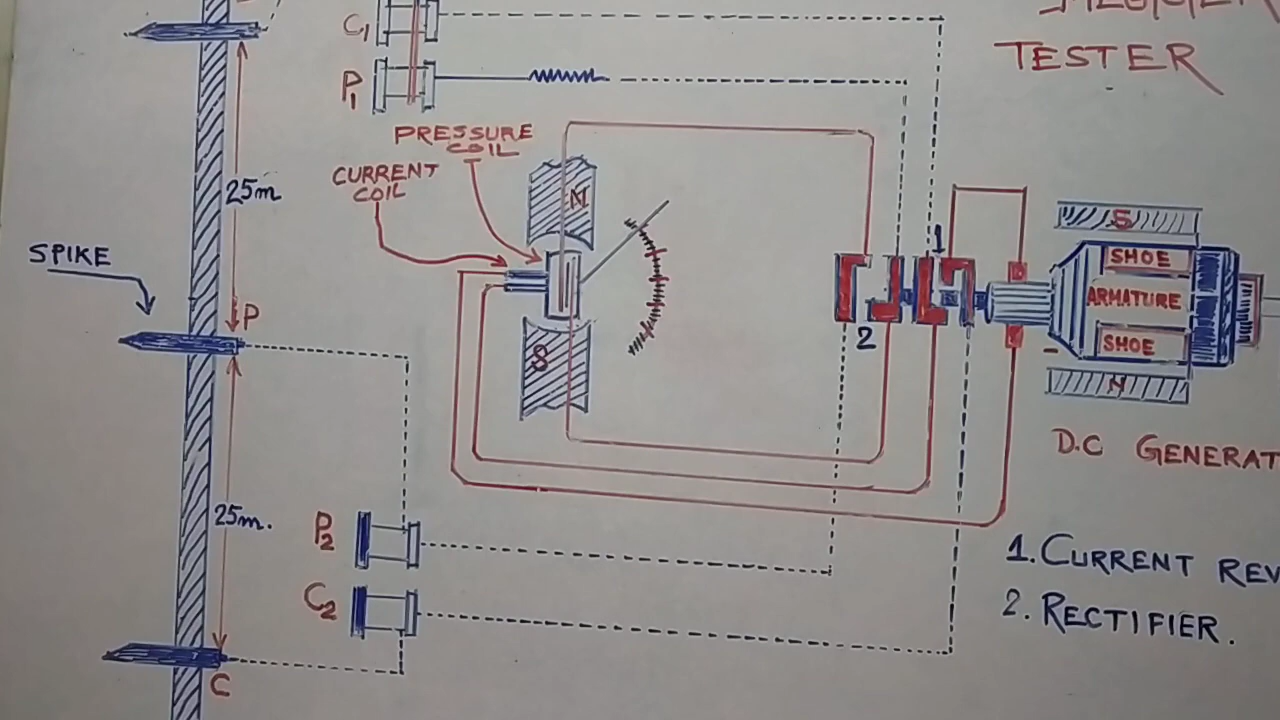 C1
TESTER
P1
PRESSURE
COIL
CURRENT
COIL
25m
N
1
S
SHOE
SPIKE
ARMATURE
P
2
SHOE
S
N
D.C GENERAT
25m.
P2
1. CURRENT REV
C2
2. RECTIFIER.
C